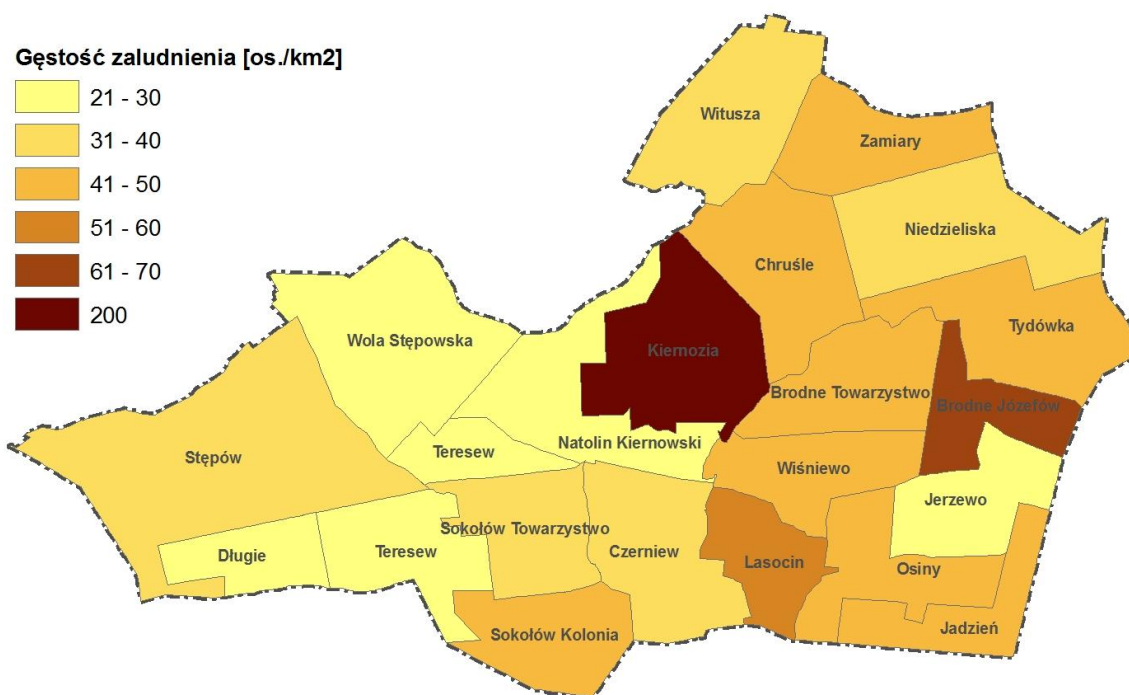 Gęstość zaludnienia [os./km2]
21 - 30
31 - 40
41 - 50
51 - 60
61 - 70
200
Witusza
Zamiary
Niedzieliska
Chruśle
Tydówka
Wola Stępowska
Kiernozia
Brodne Towarzystwo
Brodne Józefów
Natolin Kiernowski
Teresew
Stępów
Wiśniewo
Jerzewo
Sokołów Towarzystwo
Długie
Teresew
Czerniew
Lasocin
Osiny
Sokołów Kolonia
Jadzień